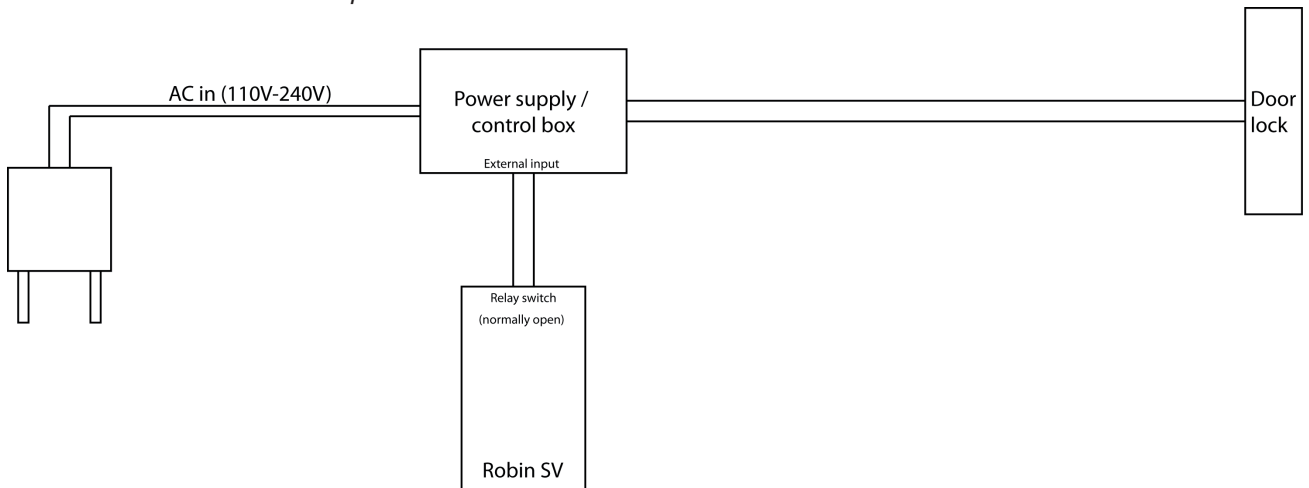 AC in (110V-240V)
Power supply /
control box
External input
Door
lock
Relay switch
(normally open)
Robin SV